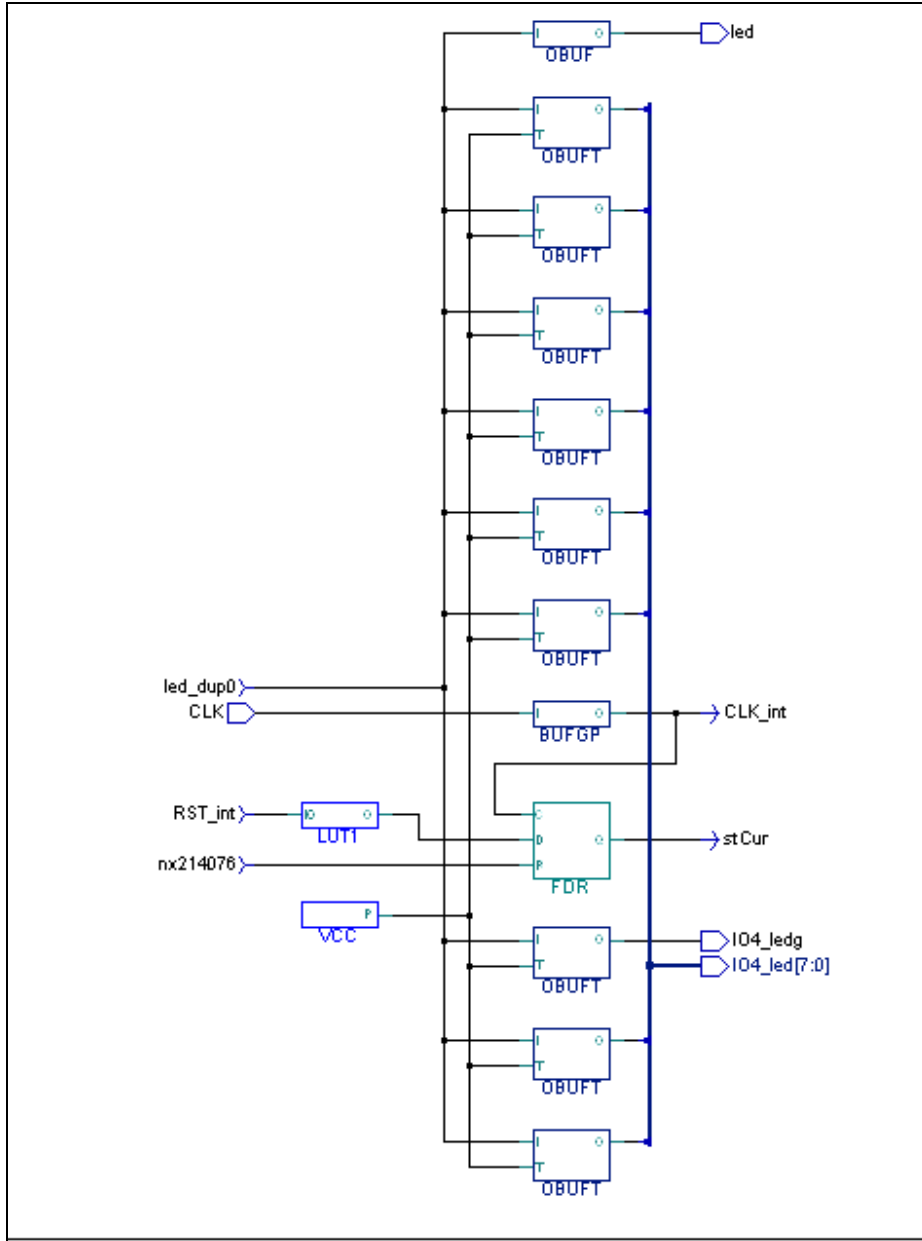 I O led
OBUF
I O
T
OBUFT
I O
T
OBUFT
I O
T
OBUFT
I O
T
OBUFT
I O
T
OBUFT
I O
T
OBUFT
led_dup0
CLK I O CLK_int
BUFGP
RST_int IO O C
LUT1 D O stCur
nx214076 R
FDR
P
VCC
I O IO4_ledg
T IO4_led[7:0]
OBUFT
I O
T
OBUFT
I O
T
OBUFT